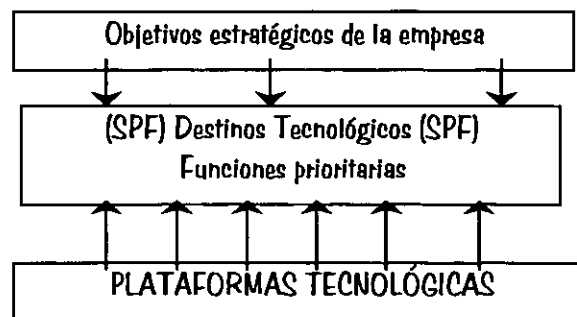 Objetivos estratégicos de la empresa
(SPF) Destinos Tecnológicos (SPF)
Funciones prioritarias
PLATAFORMAS TECNOLÓGICAS